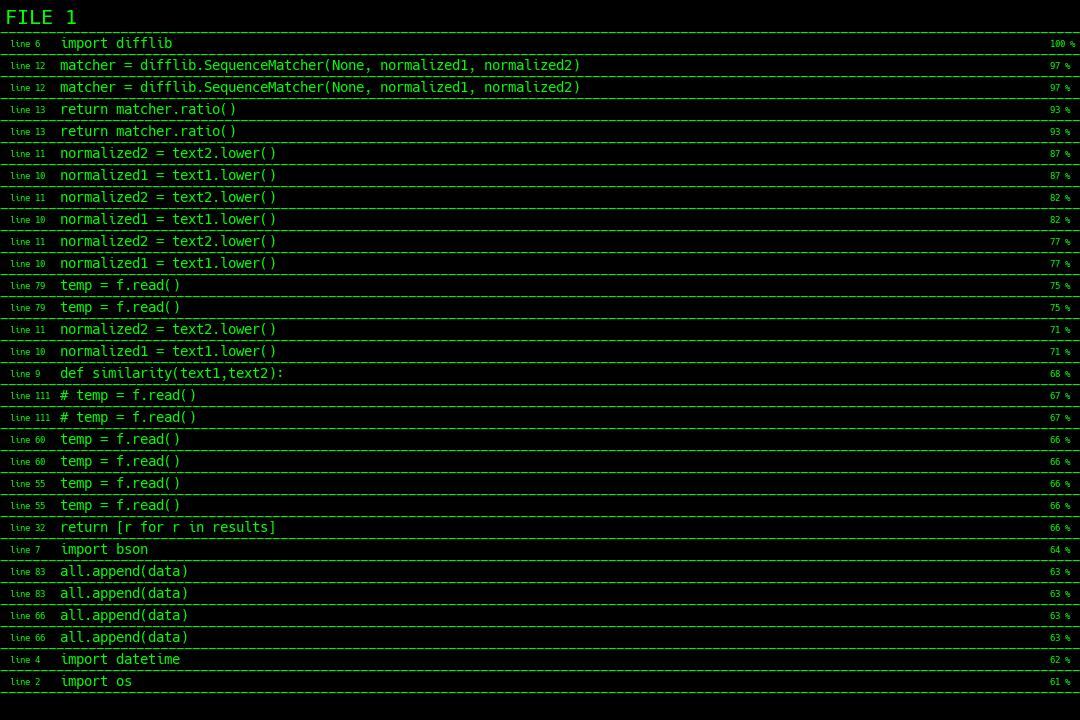 FILE 1
line 6 import difflib 100 %
line 12 matcher = difflib.SequenceMatcher(None, normalized1, normalized2) 97 %
line 12 matcher = difflib.SequenceMatcher(None, normalized1, normalized2) 97 %
line 13 return matcher.ratio() 93 %
line 13 return matcher.ratio() 93 %
line 11 normalized2 = text2.lower() 87 %
line 10 normalized1 = text1.lower() 87 %
line 11 normalized2 = text2.lower() 82 %
line 10 normalized1 = text1.lower() 82 %
line 11 normalized2 = text2.lower() 77 %
line 10 normalized1 = text1.lower() 77 %
line 79 temp = f.read() 75 %
line 79 temp = f.read() 75 %
line 11 normalized2 = text2.lower() 71 %
line 10 normalized1 = text1.lower() 71 %
line 9 def similarity(text1,text2): 68 %
line 111 # temp = f.read() 67 %
line 111 # temp = f.read() 67 %
line 60 temp = f.read() 66 %
line 60 temp = f.read() 66 %
line 55 temp = f.read() 66 %
line 55 temp = f.read() 66 %
line 32 return [r for r in results] 66 %
line 7 import bson 64 %
line 83 all.append(data) 63 %
line 83 all.append(data) 63 %
line 66 all.append(data) 63 %
line 66 all.append(data) 63 %
line 4 import datetime 62 %
line 2 import os 61 %